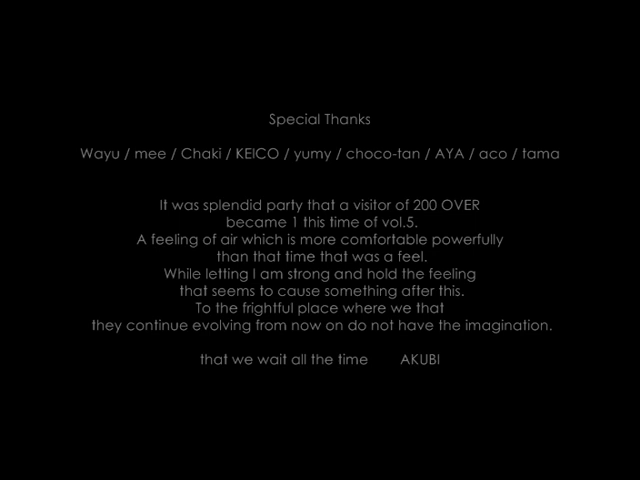 Special Thanks
Wayu / mee / Chaki / KEICO / yumy / choco-tan / AYA / aco / tama
It was splendid party that a visitor of 200 OVER
became 1 this time of vol.5.
A feeling of air which is more comfortable powerfully
than that time that was a feel.
While letting I am strong and hold the feeling
that seems to cause something after this.
To the frightful place where we that
they continue evolving from now on do not have the imagination.
that we wait all the time AKUBI